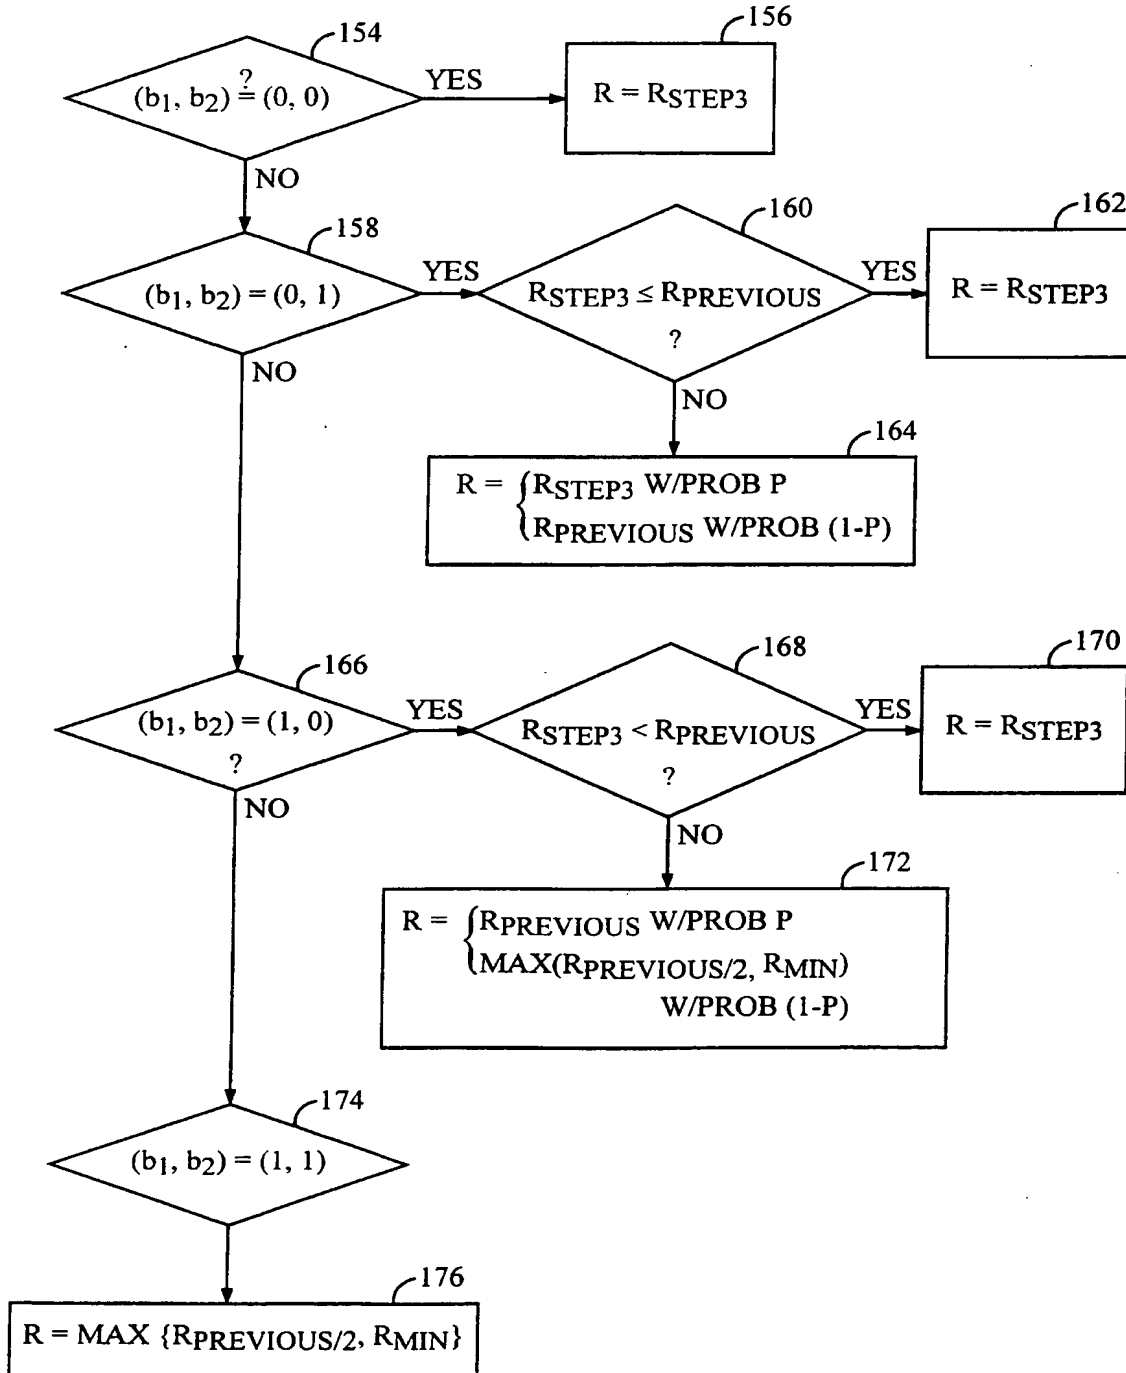 154
156
?
(b1, b2) = (0, 0)
YES
R = RSTEP3
NO
158
160
162
(b1, b2) = (0, 1)
YES
RSTEP3 ≤ RPREVIOUS
?
YES
R = RSTEP3
NO
NO
164
R = { RSTEP3 W/PROB P
RPREVIOUS W/PROB (1-P)
166
168
170
(b1, b2) = (1, 0)
?
YES
RSTEP3 < RPREVIOUS
?
YES
R = RSTEP3
NO
NO
172
R = { RPREVIOUS W/PROB P
MAX(RPREVIOUS/2, RMIN)
W/PROB (1-P)
174
(b1, b2) = (1, 1)
176
R = MAX {RPREVIOUS/2, RMIN}